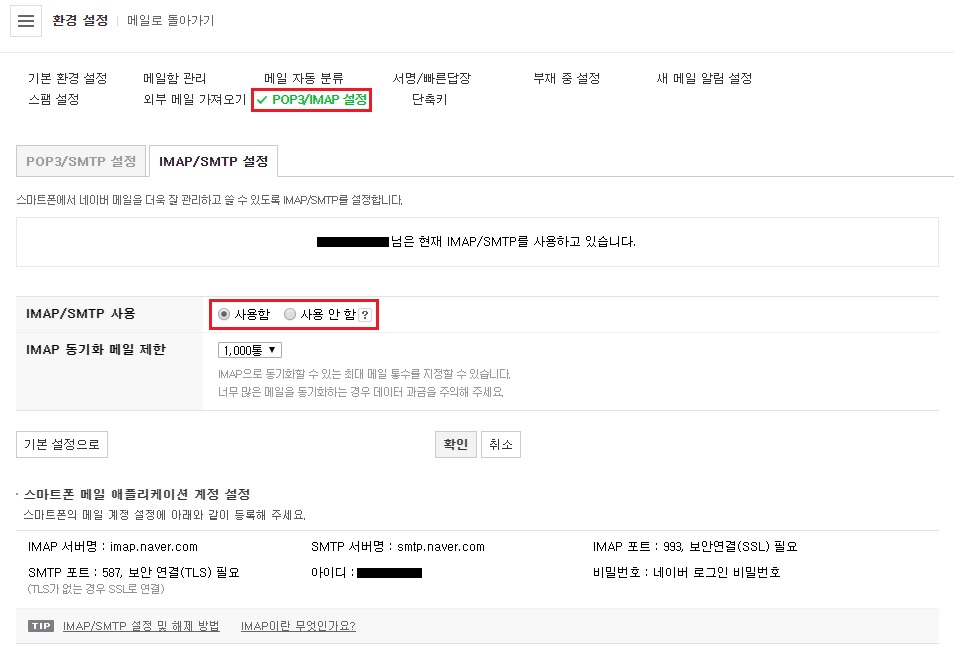 환경 설정 | 메일로 돌아가기
기본 환경 설정 메일함 관리 메일 자동 분류 서명/빠른답장 부재 중 설정 새 메일 알림 설정
스팸 설정 외부 메일 가져오기 ✓ POP3/IMAP 설정 단축키
POP3/SMTP 설정 IMAP/SMTP 설정
스마트폰에서 네이버 메일을 더욱 잘 관리하고 쓸 수 있도록 IMAP/SMTP를 설정합니다.
님은 현재 IMAP/SMTP를 사용하고 있습니다.
IMAP/SMTP 사용 사용함 사용 안 함 ?
IMAP 동기화 메일 제한 1,000통 ▼
IMAP으로 동기화할 수 있는 최대 메일 통수를 지정할 수 있습니다.
너무 많은 메일을 동기화하는 경우 데이터 과금을 주의해 주세요.
기본 설정으로 확인 취소
· 스마트폰 메일 애플리케이션 계정 설정
스마트폰의 메일 계정 설정에 아래와 같이 등록해 주세요.
IMAP 서버명 : imap.naver.com SMTP 서버명 : smtp.naver.com IMAP 포트 : 993, 보안연결(SSL) 필요
SMTP 포트 : 587, 보안 연결(TLS) 필요 아이디 : 비밀번호 : 네이버 로그인 비밀번호
(TLS가 없는 경우 SSL로 연결)
TIP IMAP/SMTP 설정 및 해제 방법 IMAP이란 무엇인가요?